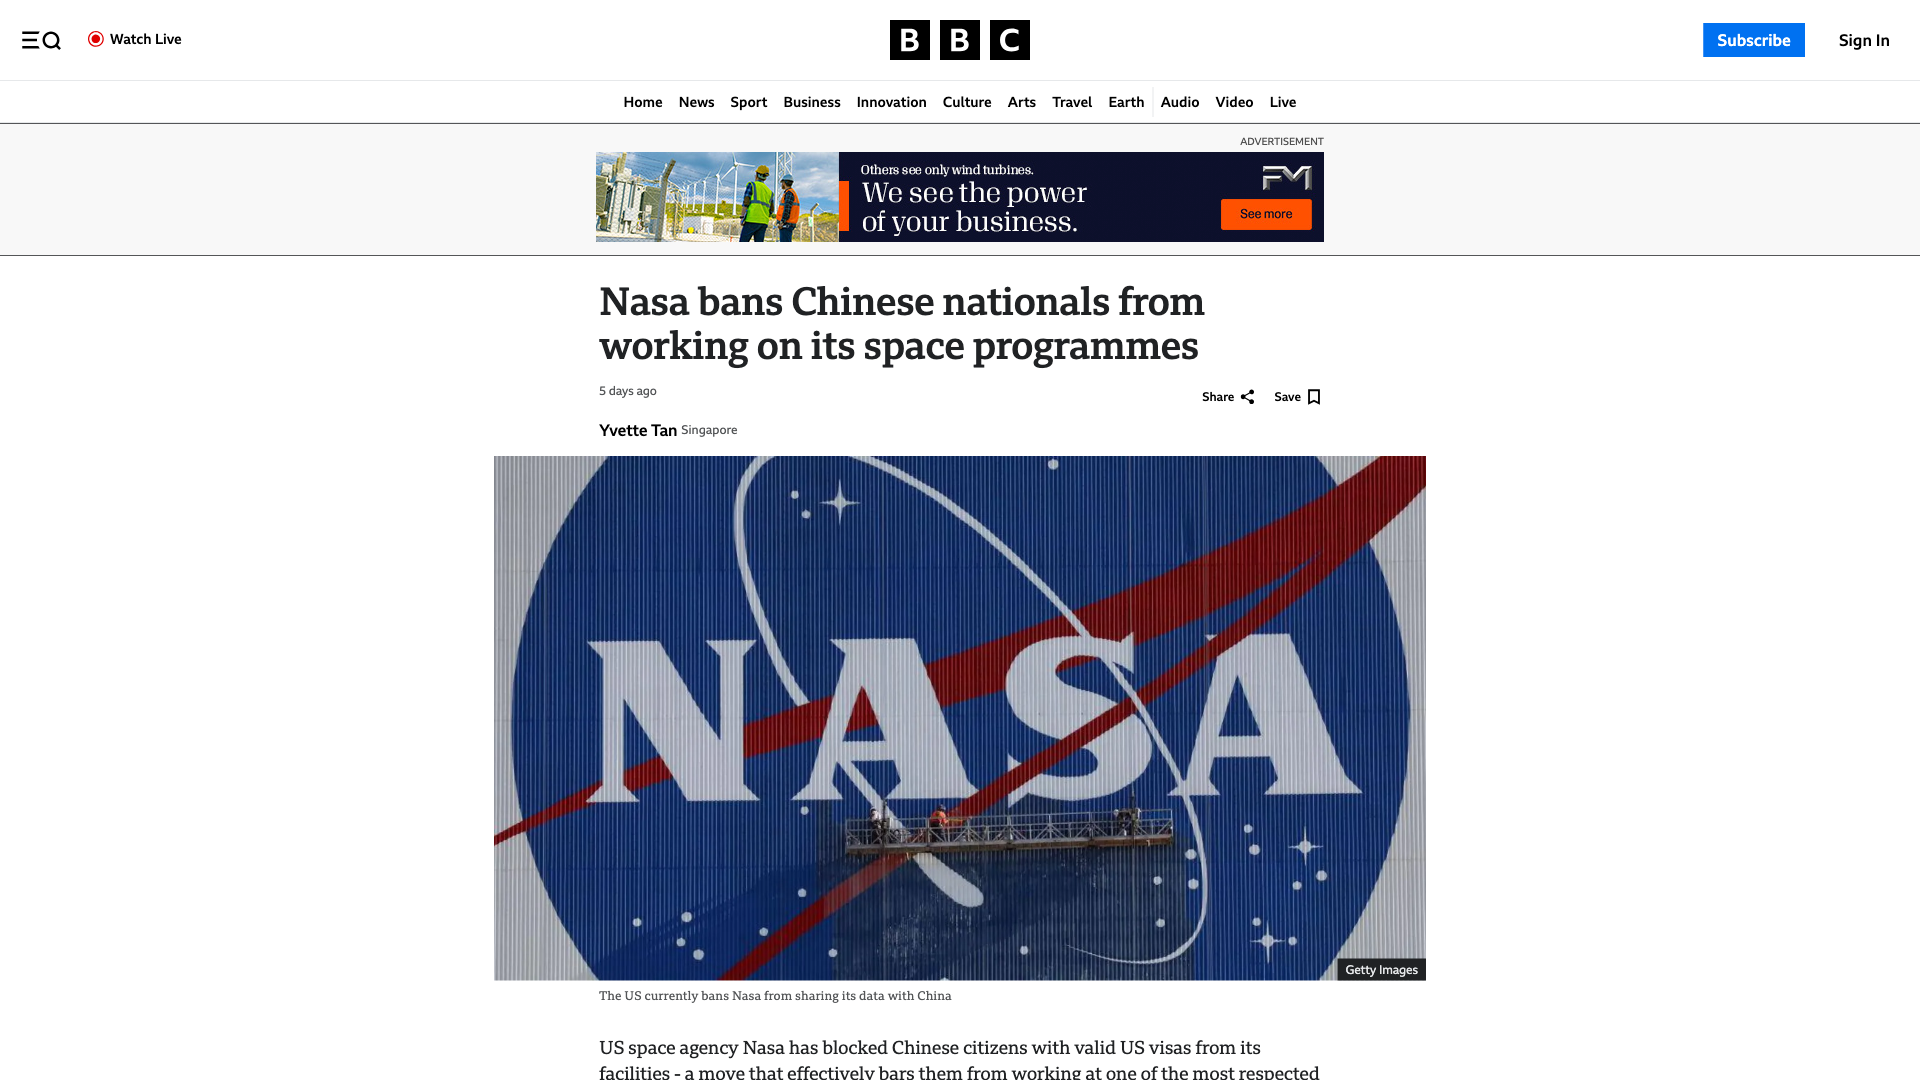 Watch Live
BBC
Subscribe
Sign In
Home News Sport Business Innovation Culture Arts Travel Earth Audio Video Live
ADVERTISEMENT
Others see only wind turbines.
We see the power
of your business.
FM
See more
Nasa bans Chinese nationals from
working on its space programmes
5 days ago
Share
Save
Yvette Tan Singapore
NASA
Getty Images
The US currently bans Nasa from sharing its data with China
US space agency Nasa has blocked Chinese citizens with valid US visas from its
facilities - a move that effectively bars them from working at one of the most respected